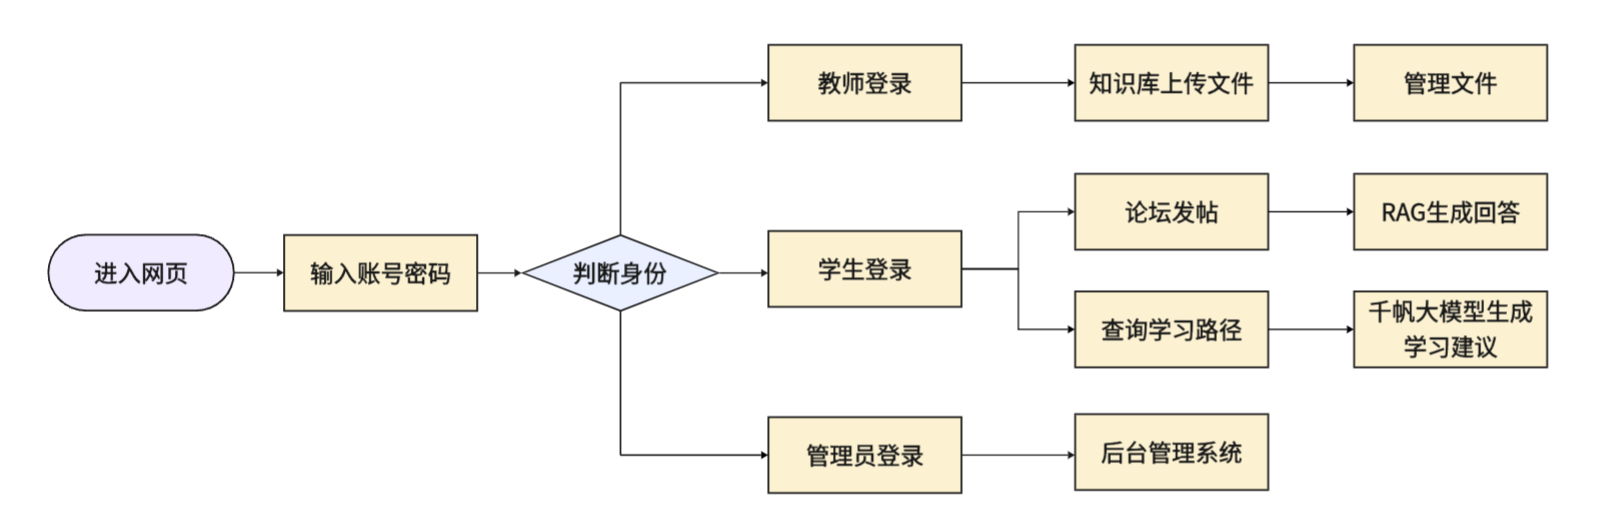 教师登录
知识库上传文件
管理文件
论坛发帖
RAG生成回答
进入网页
输入账号密码
判断身份
学生登录
查询学习路径
千帆大模型生成
学习建议
管理员登录
后台管理系统